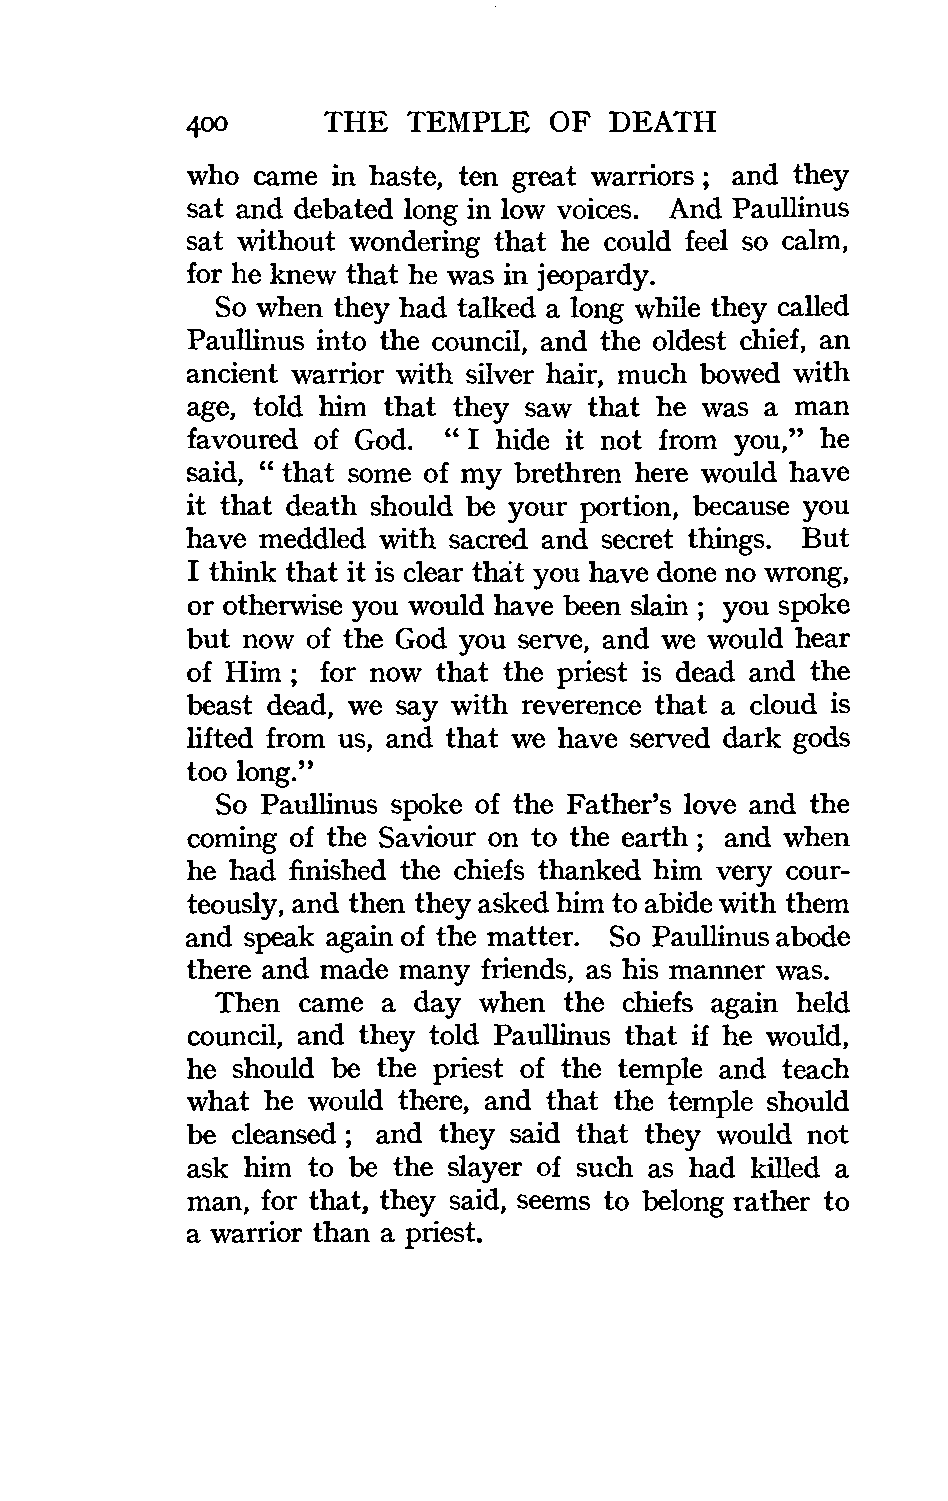 400 THE TEMPLE OF DEATH
who came in haste, ten great warriors ; and they
sat and debated long in low voices. And Paullinus
sat without wondering that he could feel so calm,
for he knew that he was in jeopardy.
So when they had talked a long while they called
Paullinus into the council, and the oldest chief, an
ancient warrior with silver hair, much bowed with
age, told him that they saw that he was a man
favoured of God. “ I hide it not from you,” he
said, “ that some of my brethren here would have
it that death should be your portion, because you
have meddled with sacred and secret things. But
I think that it is clear that you have done no wrong,
or otherwise you would have been slain ; you spoke
but now of the God you serve, and we would hear
of Him ; for now that the priest is dead and the
beast dead, we say with reverence that a cloud is
lifted from us, and that we have served dark gods
too long.”
So Paullinus spoke of the Father’s love and the
coming of the Saviour on to the earth ; and when
he had finished the chiefs thanked him very cour-
teously, and then they asked him to abide with them
and speak again of the matter. So Paullinus abode
there and made many friends, as his manner was.
Then came a day when the chiefs again held
council, and they told Paullinus that if he would,
he should be the priest of the temple and teach
what he would there, and that the temple should
be cleansed ; and they said that they would not
ask him to be the slayer of such as had killed a
man, for that, they said, seems to belong rather to
a warrior than a priest.